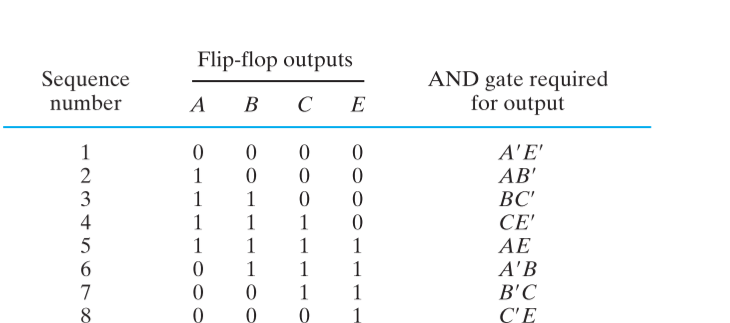 Flip-flop outputs
Sequence number A B C E AND gate required for output
1 0 0 0 0 A′E′
2 1 0 0 0 AB′
3 1 1 0 0 BC′
4 1 1 1 0 CE′
5 1 1 1 1 AE
6 0 1 1 1 A′B
7 0 0 1 1 B′C
8 0 0 0 1 C′E